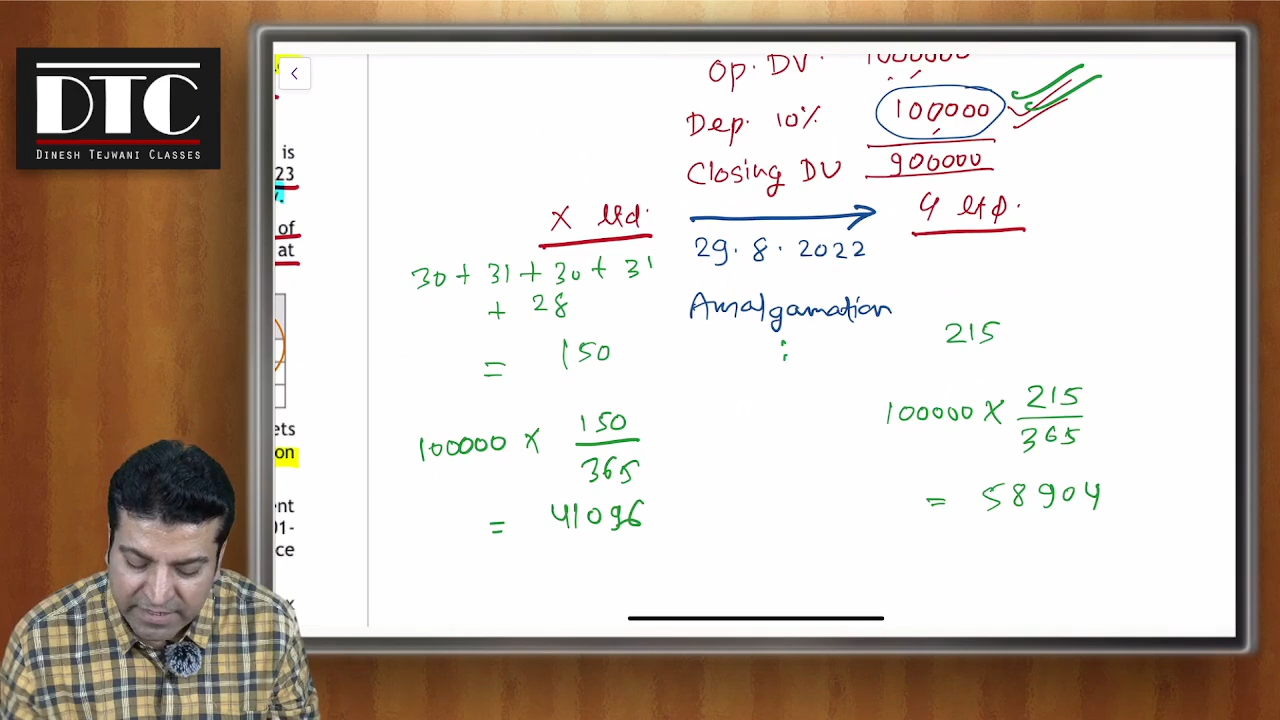 DTC
DINESH TEJWANI CLASSES
is
23
of
at
ets
on
ent
01-
ce
Op. DV. 1000000
Dep. 10% 100000
Closing DV 900000
X Ltd. 29.8.2022 Y Ltd.
30 + 31 + 30 + 31
+ 28
= 150
Amalgamation
:
215
100000 X 150/365
= 41096
100000 X 215/365
= 58904